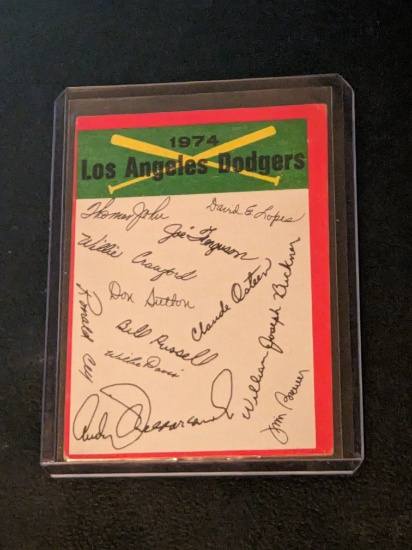 1974
Los Angeles Dodgers
Thomas John
David E Lopes
Joe Ferguson
Willie Crawford
Claude Osteen
Don Sutton
William Joseph Buckner
Ronald Cey
Bill Russell
Willie Davis
Andy Messersmith
Jim Brewer